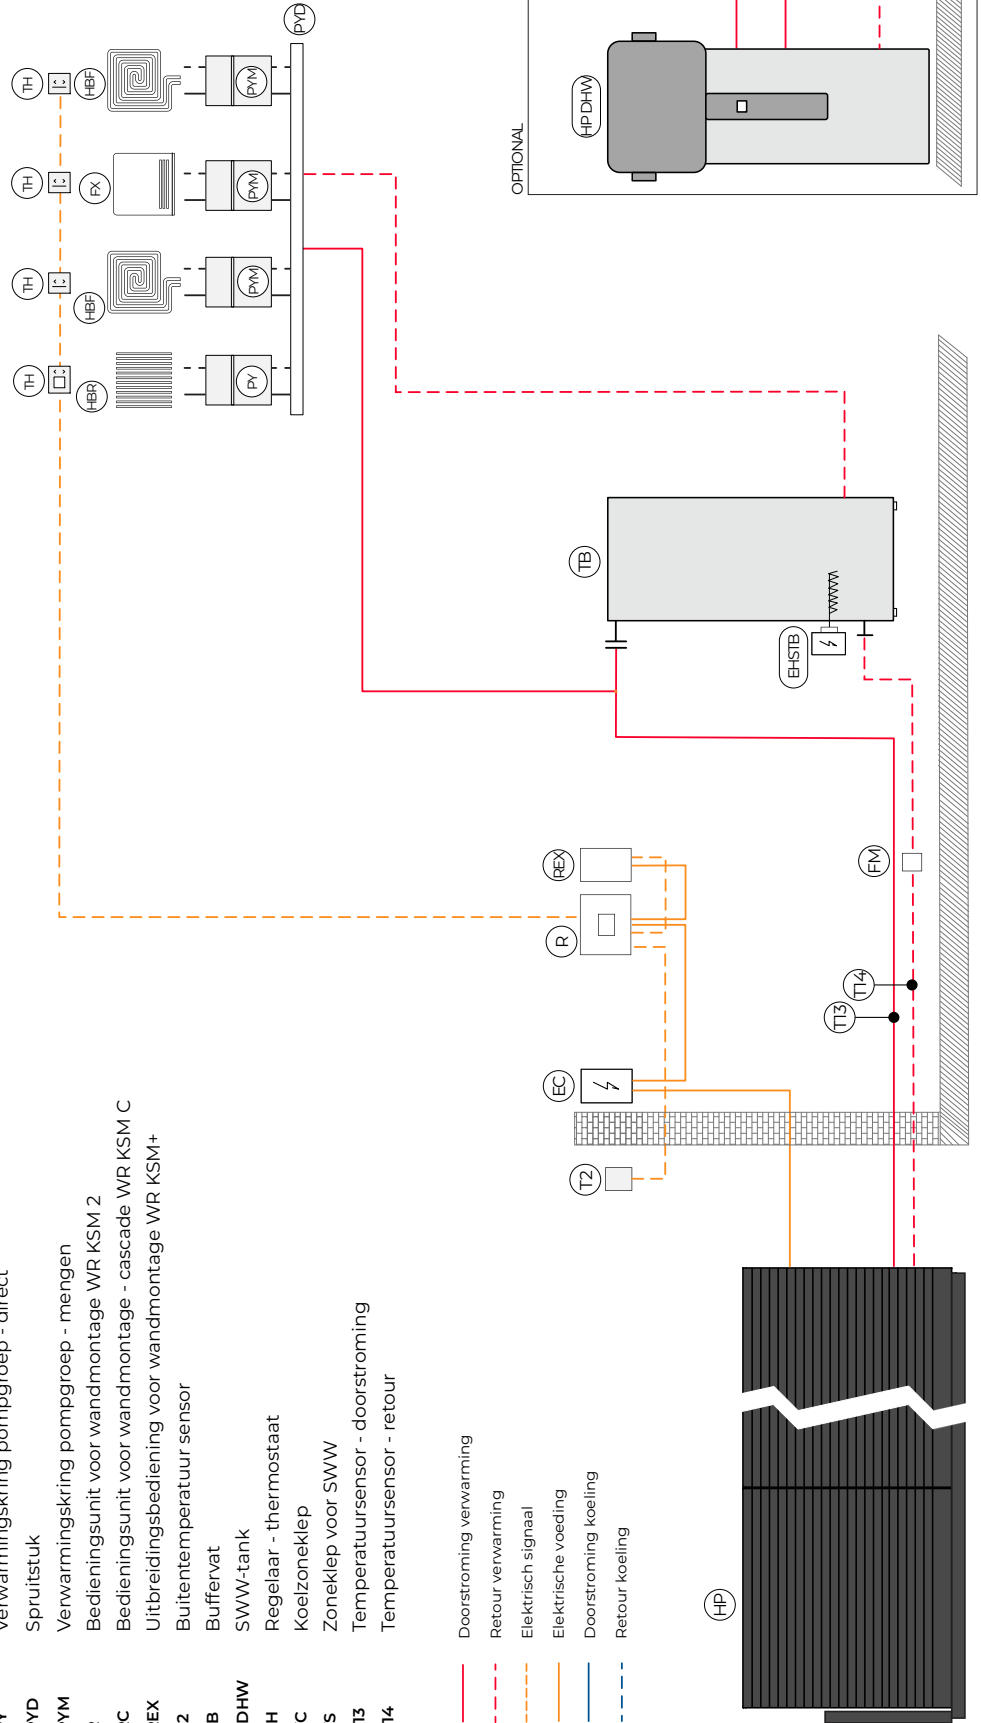 Verwarmingskring pompgroep - direct
PYD Spruitstuk
PYM Verwarmingskring pompgroep - mengen
Bedieningsunit voor wandmontage WR KSM 2
RC Bedieningsunit voor wandmontage - cascade WR KSM C
REX Uitbreidingsbediening voor wandmontage WR KSM+
T2 Buitentemperatuur sensor
TB Buffervat
DHW SWW-tank
TH Regelaar - thermostaat
Koelzoneklep
Zoneklep voor SWW
T13 Temperatuursensor - doorstroming
T14 Temperatuursensor - retour
Doorstroming verwarming
Retour verwarming
Elektrisch signaal
Elektrische voeding
Doorstroming koeling
Retour koeling
HP
T2
EC
R
REX
T13
T14
FM
EHSTB
TB
TH
TH
TH
TH
HBR
HBF
FX
HBF
PY
PYM
PYM
PYM
PYD
OPTIONAL
HP DHW